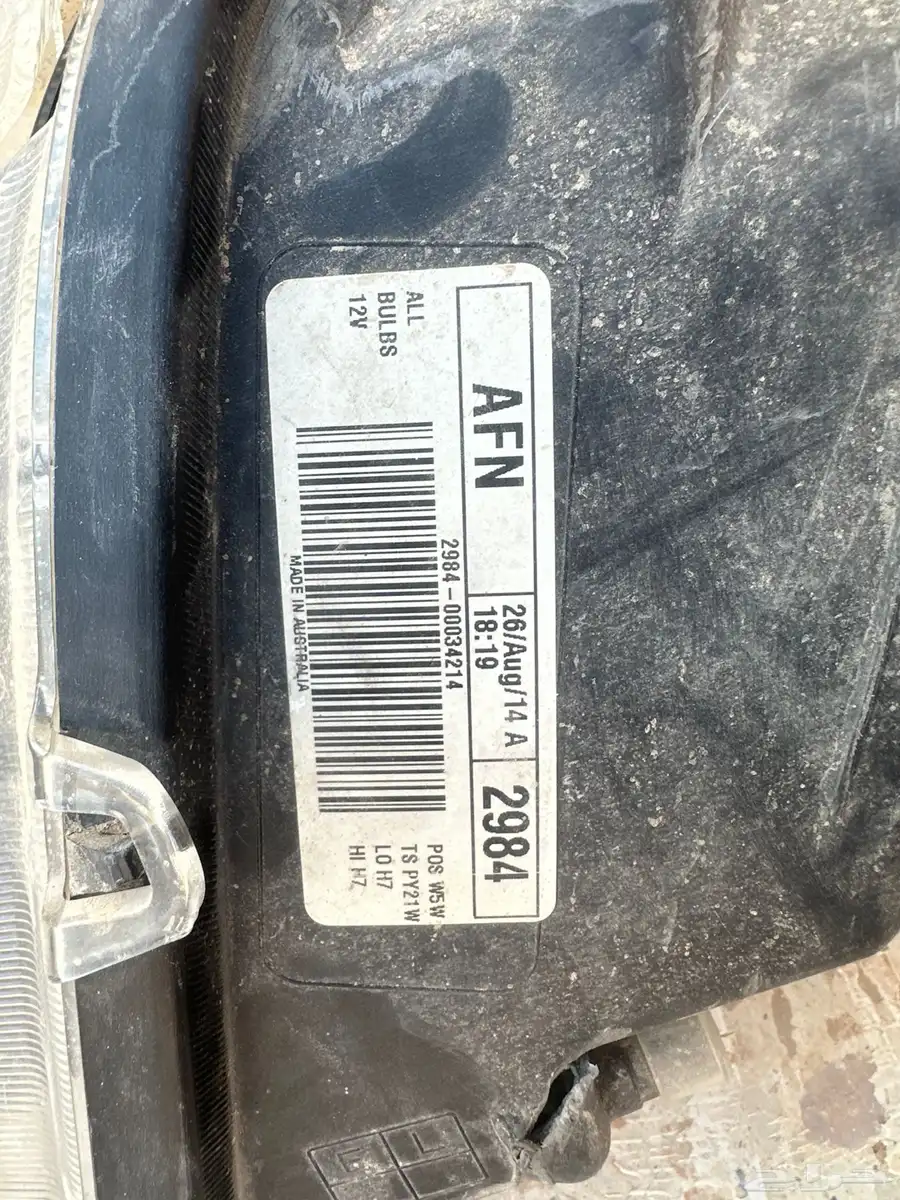 AFN
26/Aug/14 A
18:19
2984
ALL
BULBS
12V
2984-00034214
MADE IN AUSTRALIA
POS W5W
TS PY21W
LO H7
HI H7
حراج